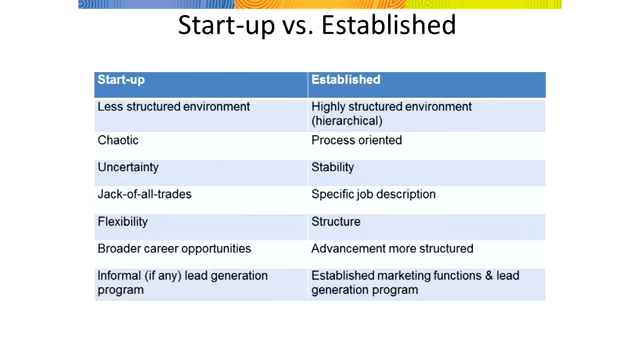 Start-up vs. Established
Start-up
Established
Less structured environment
Highly structured environment
(hierarchical)
Chaotic
Process oriented
Uncertainty
Stability
Jack-of-all-trades
Specific job description
Flexibility
Structure
Broader career opportunities
Advancement more structured
Informal (if any) lead generation
program
Established marketing functions & lead
generation program